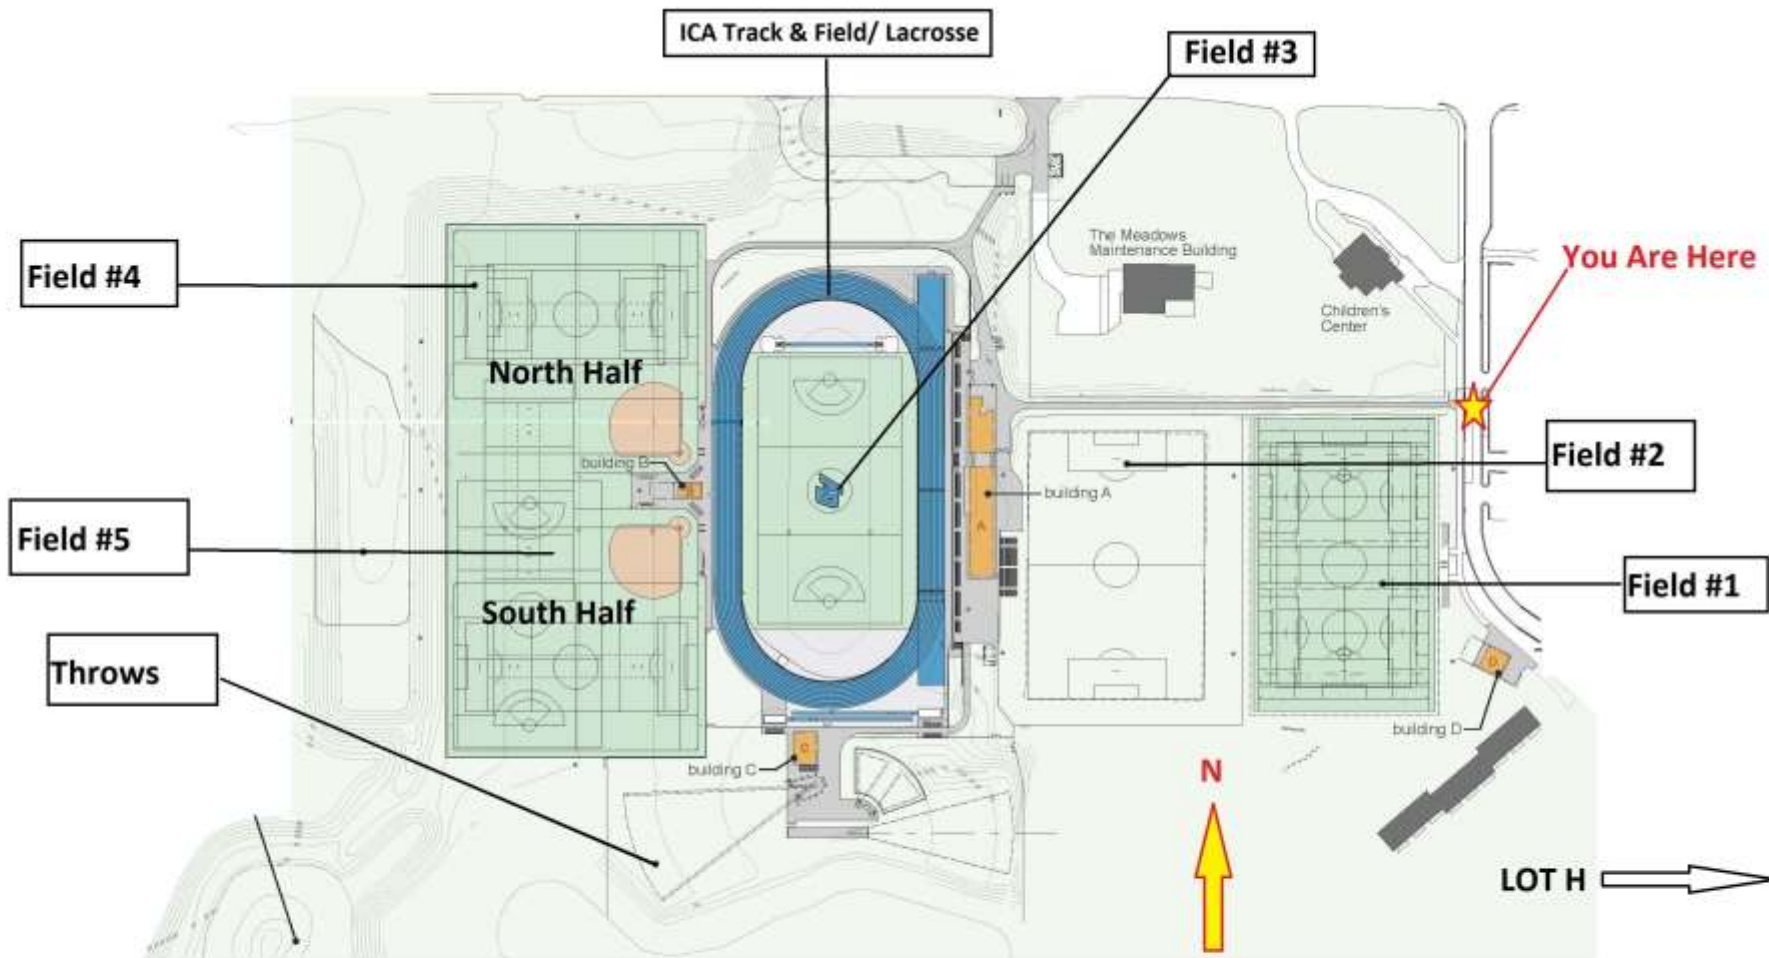 ICA Track & Field/ Lacrosse
Field #3
The Meadows
Maintenance Building
You Are Here
Field #4
Children's
Center
North Half
Field #2
building B
building A
A
Field #5
Field #1
South Half
Throws
D
building D
C
building C
N
LOT H